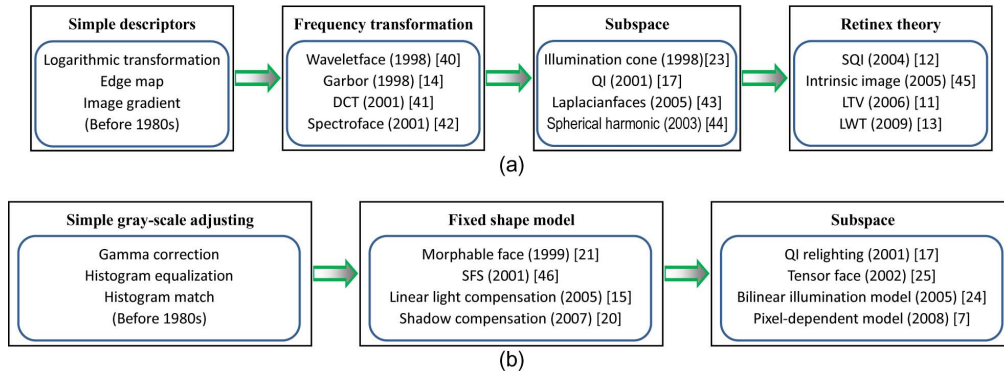 Simple descriptors
Logarithmic transformation
Edge map
Image gradient
(Before 1980s)
Frequency transformation
Waveletface (1998) [40]
Garbor (1998) [14]
DCT (2001) [41]
Spectroface (2001) [42]
Subspace
Illumination cone (1998)[23]
QI (2001) [17]
Laplacianfaces (2005) [43]
Spherical harmonic (2003) [44]
Retinex theory
SQI (2004) [12]
Intrinsic image (2005) [45]
LTV (2006) [11]
LWT (2009) [13]
(a)
Simple gray-scale adjusting
Gamma correction
Histogram equalization
Histogram match
(Before 1980s)
Fixed shape model
Morphable face (1999) [21]
SFS (2001) [46]
Linear light compensation (2005) [15]
Shadow compensation (2007) [20]
Subspace
QI relighting (2001) [17]
Tensor face (2002) [25]
Bilinear illumination model (2005) [24]
Pixel-dependent model (2008) [7]
(b)